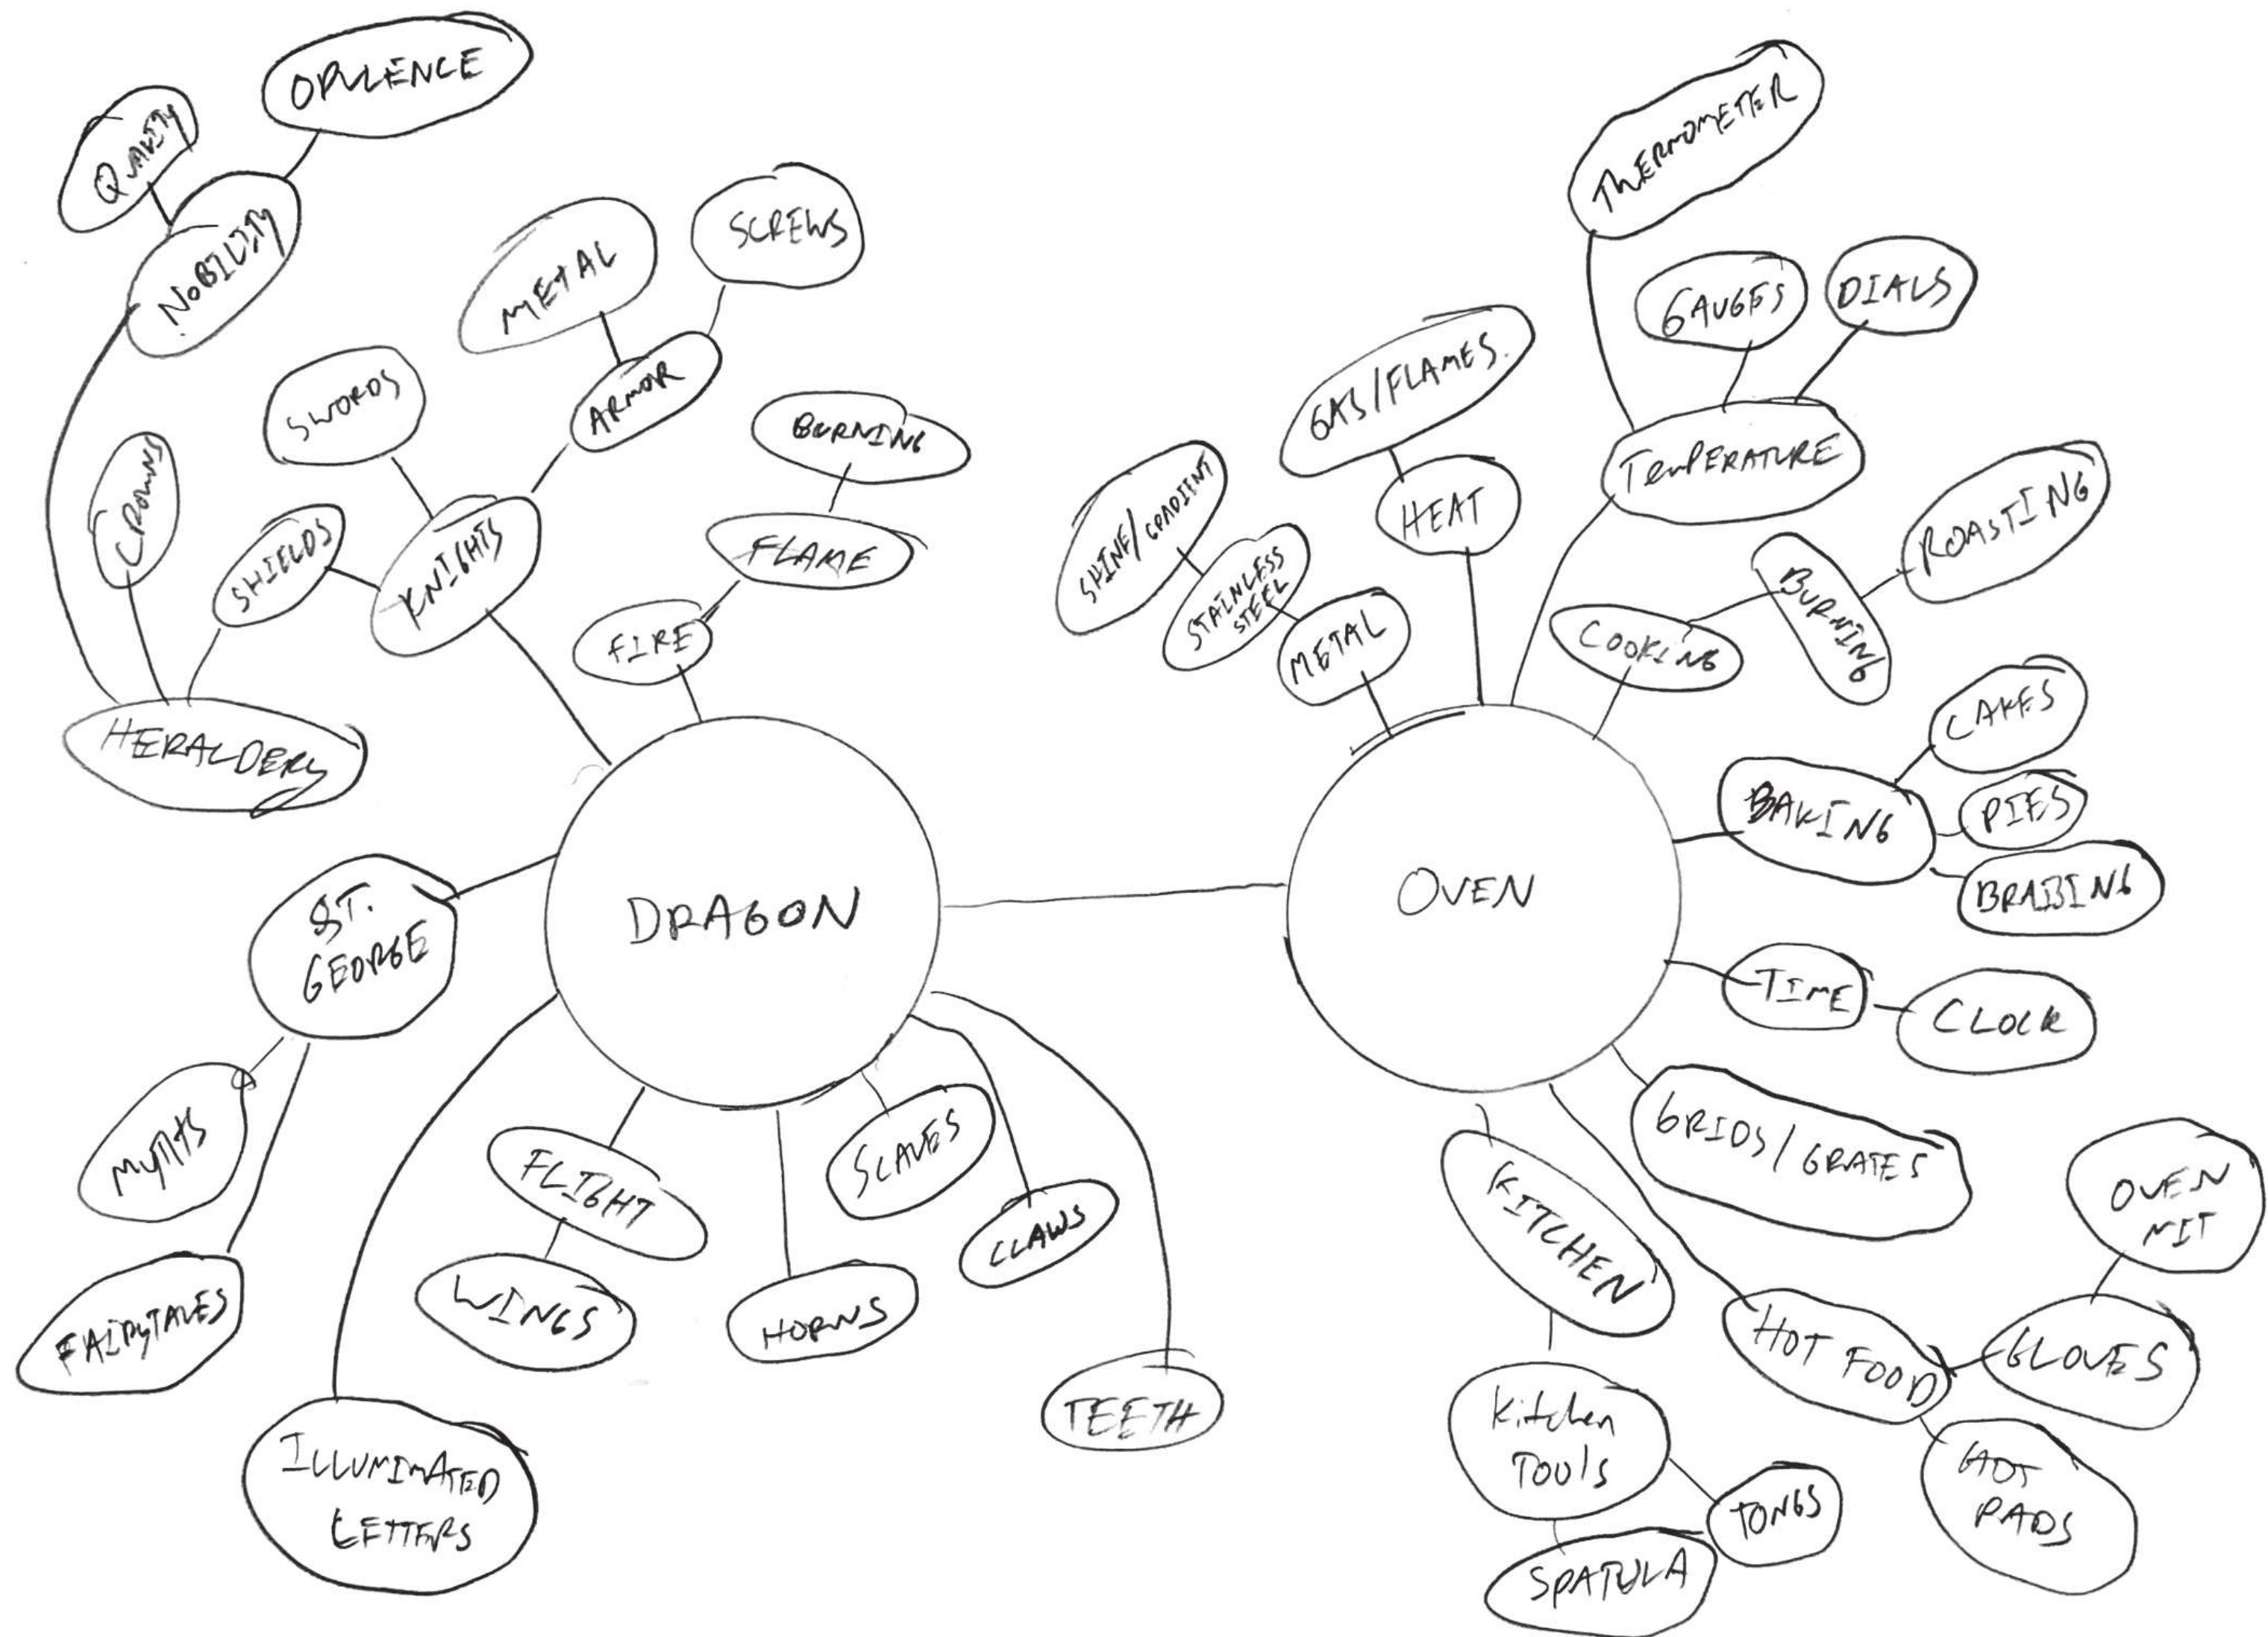 OPULENCE
QUALITY
NOBILITY
SCREWS
METAL
ARMOR
SWORDS
BURNING
CROWNS
SHIELDS
KNIGHTS
FLAME
FIRE
HERALDERY
ST.
GEORGE
DRAGON
MYTHS
FAIRYTALES
FLIGHT
WINGS
SCALES
CLAWS
HORNS
TEETH
ILLUMINATED
LETTERS
THERMOMETER
GAUGES
DIALS
GAS/FLAMES
TEMPERATURE
HEAT
SHINE/GRADIENT
STAINLESS
STEEL
METAL
ROASTING
BURNING
COOKING
CAKES
BAKING
PIES
BRAISING
OVEN
TIME
CLOCK
GRIDS/GRATES
KITCHEN
OVEN
MIT
HOT FOOD
GLOVES
Kitchen
Tools
HOT
PADS
TONGS
SPATULA